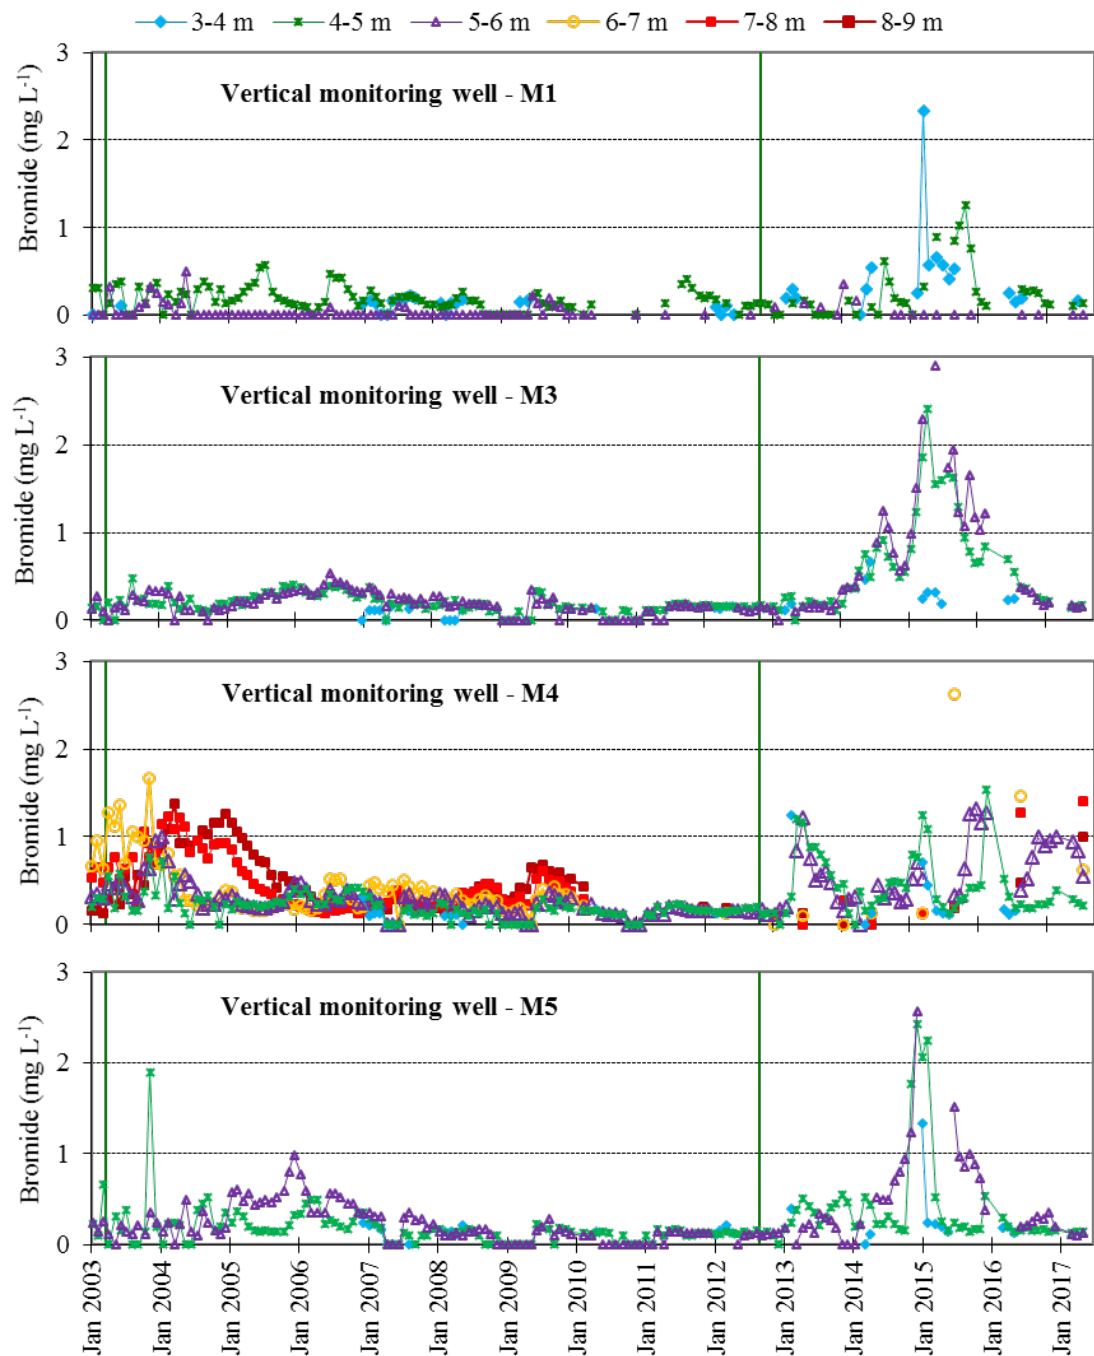 3-4 m 4-5 m 5-6 m 6-7 m 7-8 m 8-9 m
Vertical monitoring well - M1
Bromide (mg L-1)
3
2
1
0
Vertical monitoring well - M3
Bromide (mg L-1)
3
2
1
0
Vertical monitoring well - M4
Bromide (mg L-1)
3
2
1
0
Vertical monitoring well - M5
Bromide (mg L-1)
3
2
1
0
Jan 2003
Jan 2004
Jan 2005
Jan 2006
Jan 2007
Jan 2008
Jan 2009
Jan 2010
Jan 2011
Jan 2012
Jan 2013
Jan 2014
Jan 2015
Jan 2016
Jan 2017